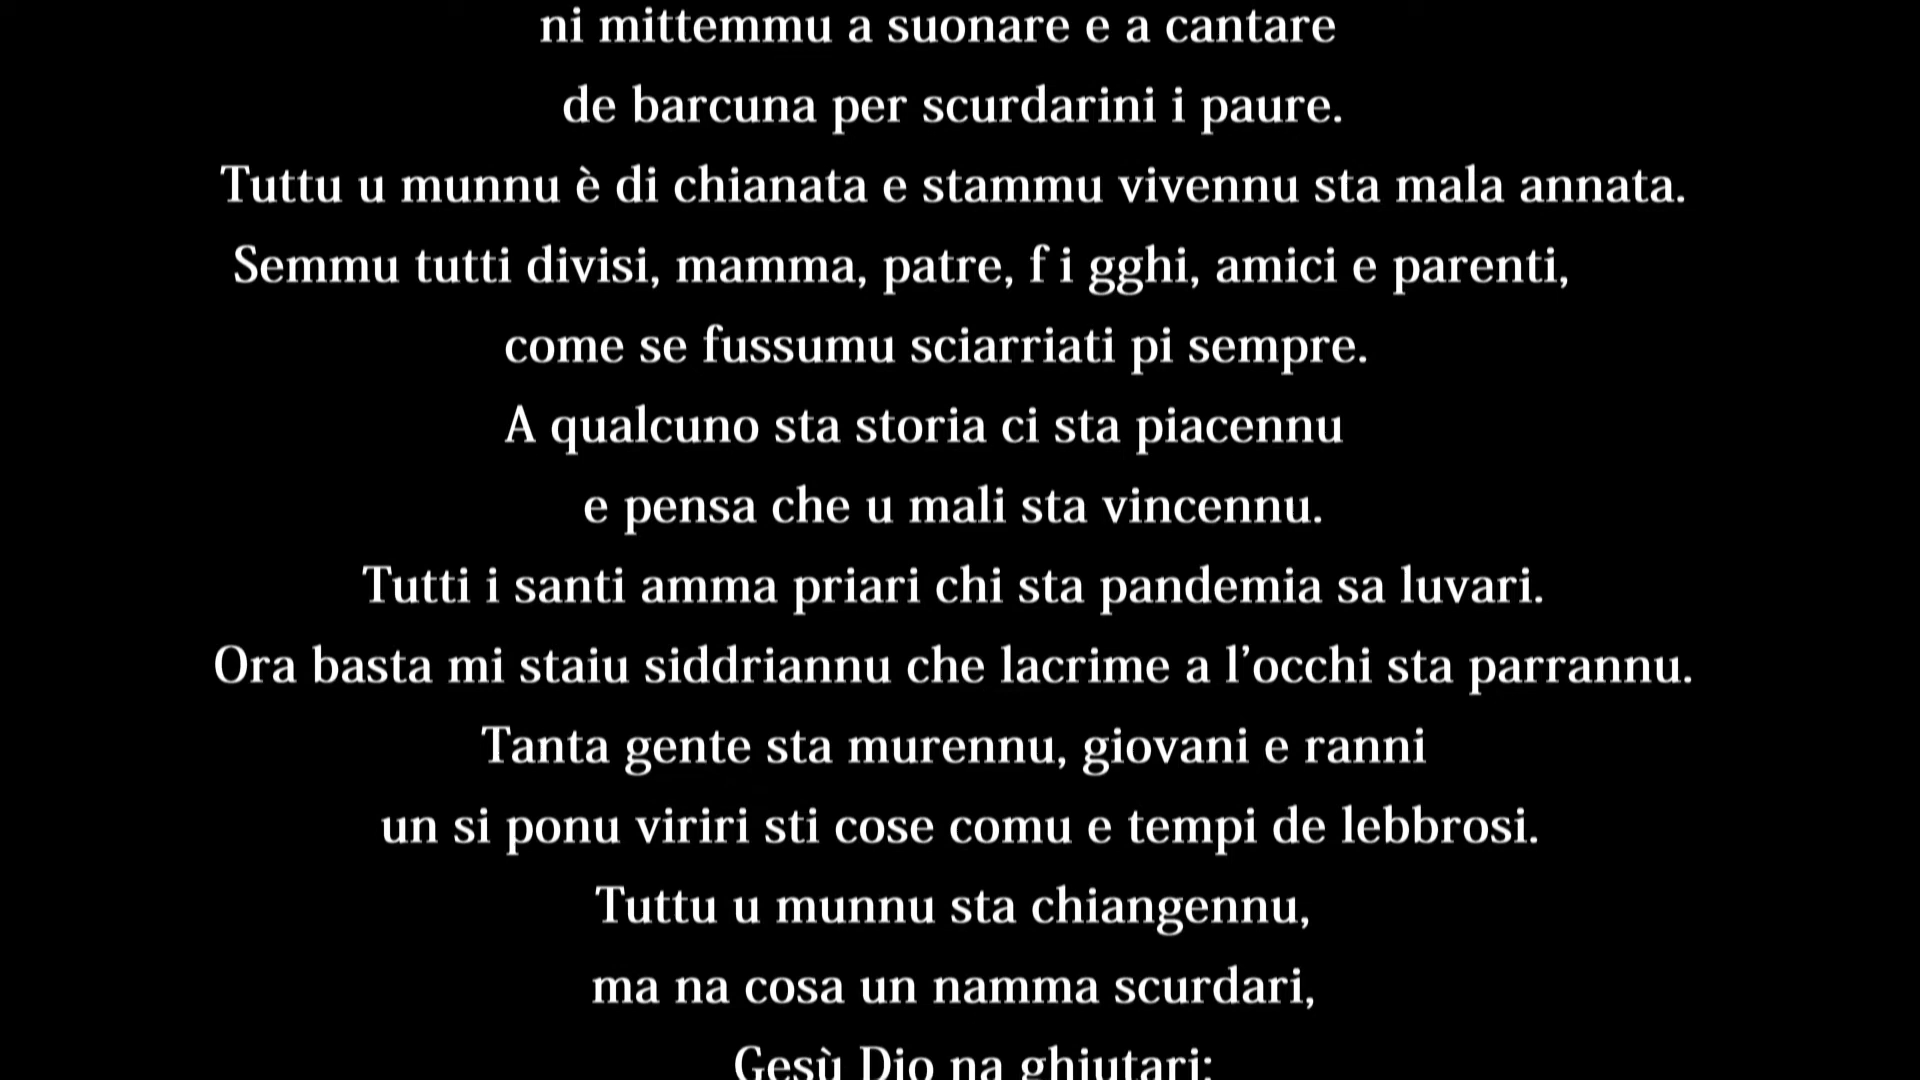 ni mittemmu a suonare e a cantare
de barcuna per scurdarini i paure.
Tuttu u munnu è di chianata e stammu vivennu sta mala annata.
Semmu tutti divisi, mamma, patre, f i gghi, amici e parenti,
come se fussumu sciarriati pi sempre.
A qualcuno sta storia ci sta piacennu
e pensa che u mali sta vincennu.
Tutti i santi amma priari chi sta pandemia sa luvari.
Ora basta mi staiu siddriannu che lacrime a l’occhi sta parrannu.
Tanta gente sta murennu, giovani e ranni
un si ponu viriri sti cose comu e tempi de lebbrosi.
Tuttu u munnu sta chiangennu,
ma na cosa un namma scurdari,
Gesù Dio na ghiutari: